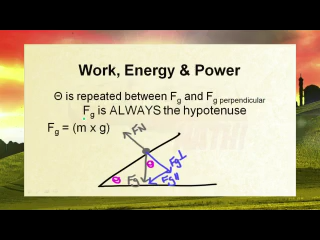 Work, Energy & Power
Θ is repeated between Fg and Fg perpendicular
Fg is ALWAYS the hypotenuse
Fg = (m x g)
FN
Θ
Fg⊥
Θ
Fg
Fg||